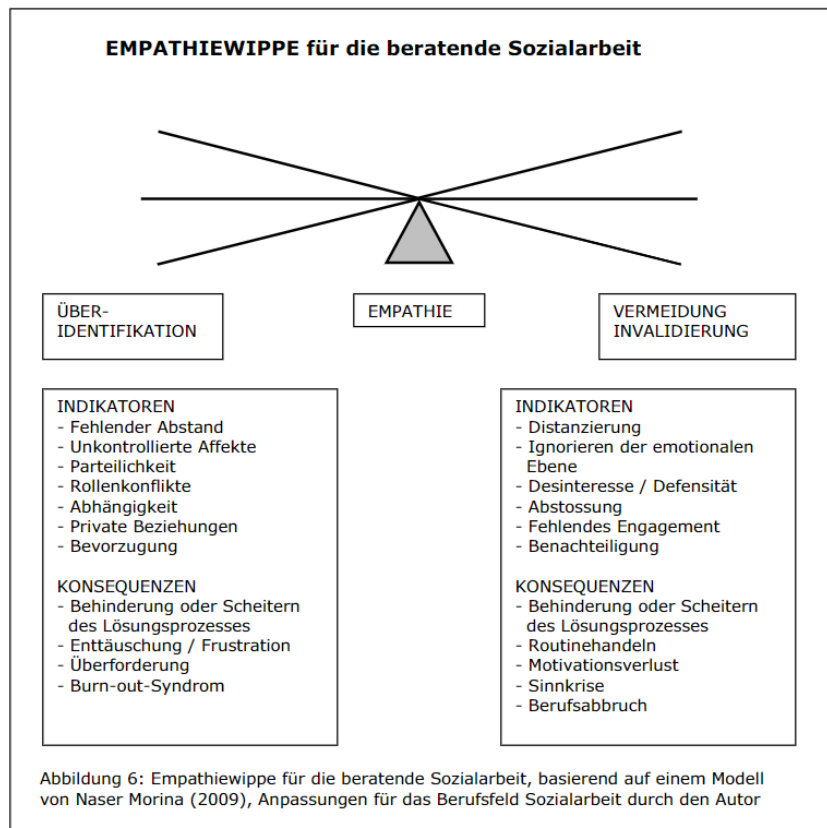 EMPATHIEWIPPE für die beratende Sozialarbeit
ÜBER-
IDENTIFIKATION
EMPATHIE
VERMEIDUNG
INVALIDIERUNG
INDIKATOREN
- Fehlender Abstand
- Unkontrollierte Affekte
- Parteilichkeit
- Rollenkonflikte
- Abhängigkeit
- Private Beziehungen
- Bevorzugung
KONSEQUENZEN
- Behinderung oder Scheitern
des Lösungsprozesses
- Enttäuschung / Frustration
- Überforderung
- Burn-out-Syndrom
INDIKATOREN
- Distanzierung
- Ignorieren der emotionalen
Ebene
- Desinteresse / Defensität
- Abstossung
- Fehlendes Engagement
- Benachteiligung
KONSEQUENZEN
- Behinderung oder Scheitern
des Lösungsprozesses
- Routinehandeln
- Motivationsverlust
- Sinnkrise
- Berufsabbruch
Abbildung 6: Empathiewippe für die beratende Sozialarbeit, basierend auf einem Modell
von Naser Morina (2009), Anpassungen für das Berufsfeld Sozialarbeit durch den Autor